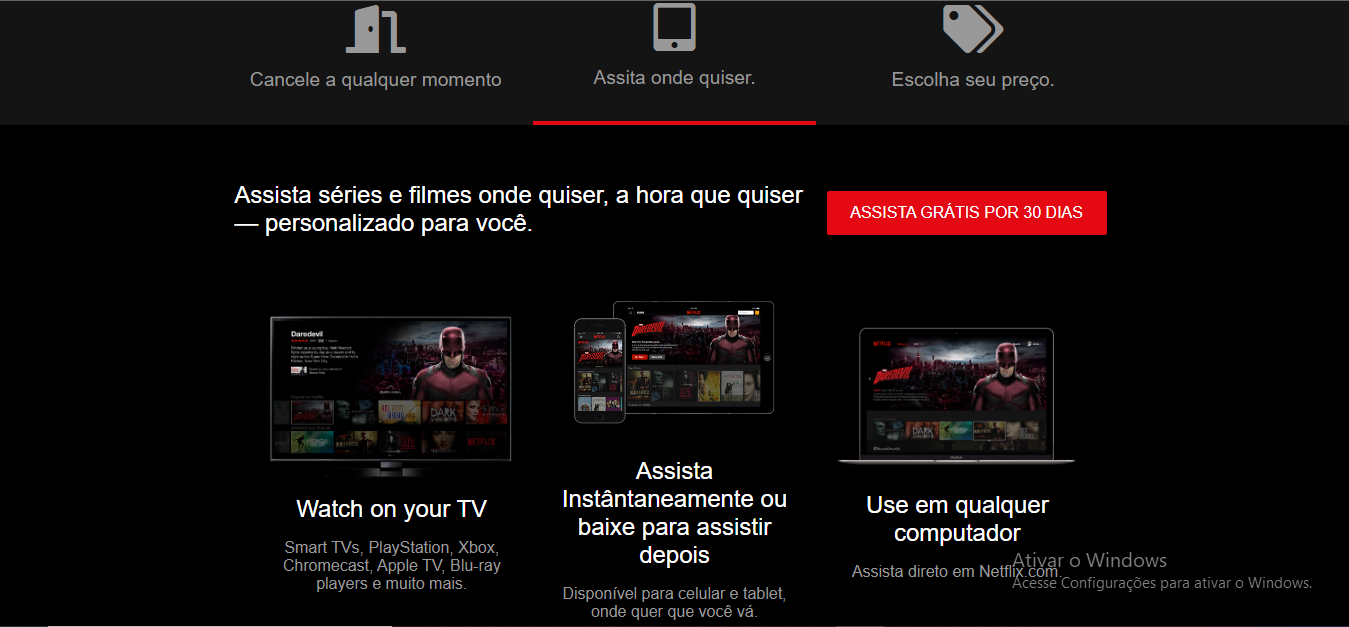 Cancele a qualquer momento
Assita onde quiser.
Escolha seu preço.
Assista séries e filmes onde quiser, a hora que quiser
— personalizado para você.
ASSISTA GRÁTIS POR 30 DIAS
Daredevil
NETFLIX
DAREDEVIL
DARK
Watch on your TV
Smart TVs, PlayStation, Xbox,
Chromecast, Apple TV, Blu-ray
players e muito mais.
Assista
Instântaneamente ou
baixe para assistir
depois
Disponível para celular e tablet,
onde quer que você vá.
Use em qualquer
computador
Assista direto em Netflix.com.
Ativar o Windows
Acesse Configurações para ativar o Windows.